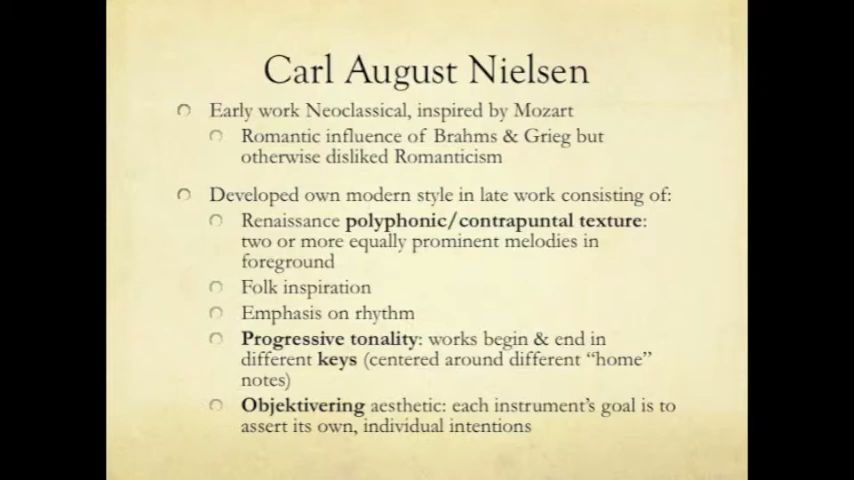 Carl August Nielsen
Early work Neoclassical, inspired by Mozart
Romantic influence of Brahms & Grieg but
otherwise disliked Romanticism
Developed own modern style in late work consisting of:
Renaissance polyphonic/contrapuntal texture:
two or more equally prominent melodies in
foreground
Folk inspiration
Emphasis on rhythm
Progressive tonality: works begin & end in
different keys (centered around different “home”
notes)
Objektivering aesthetic: each instrument’s goal is to
assert its own, individual intentions